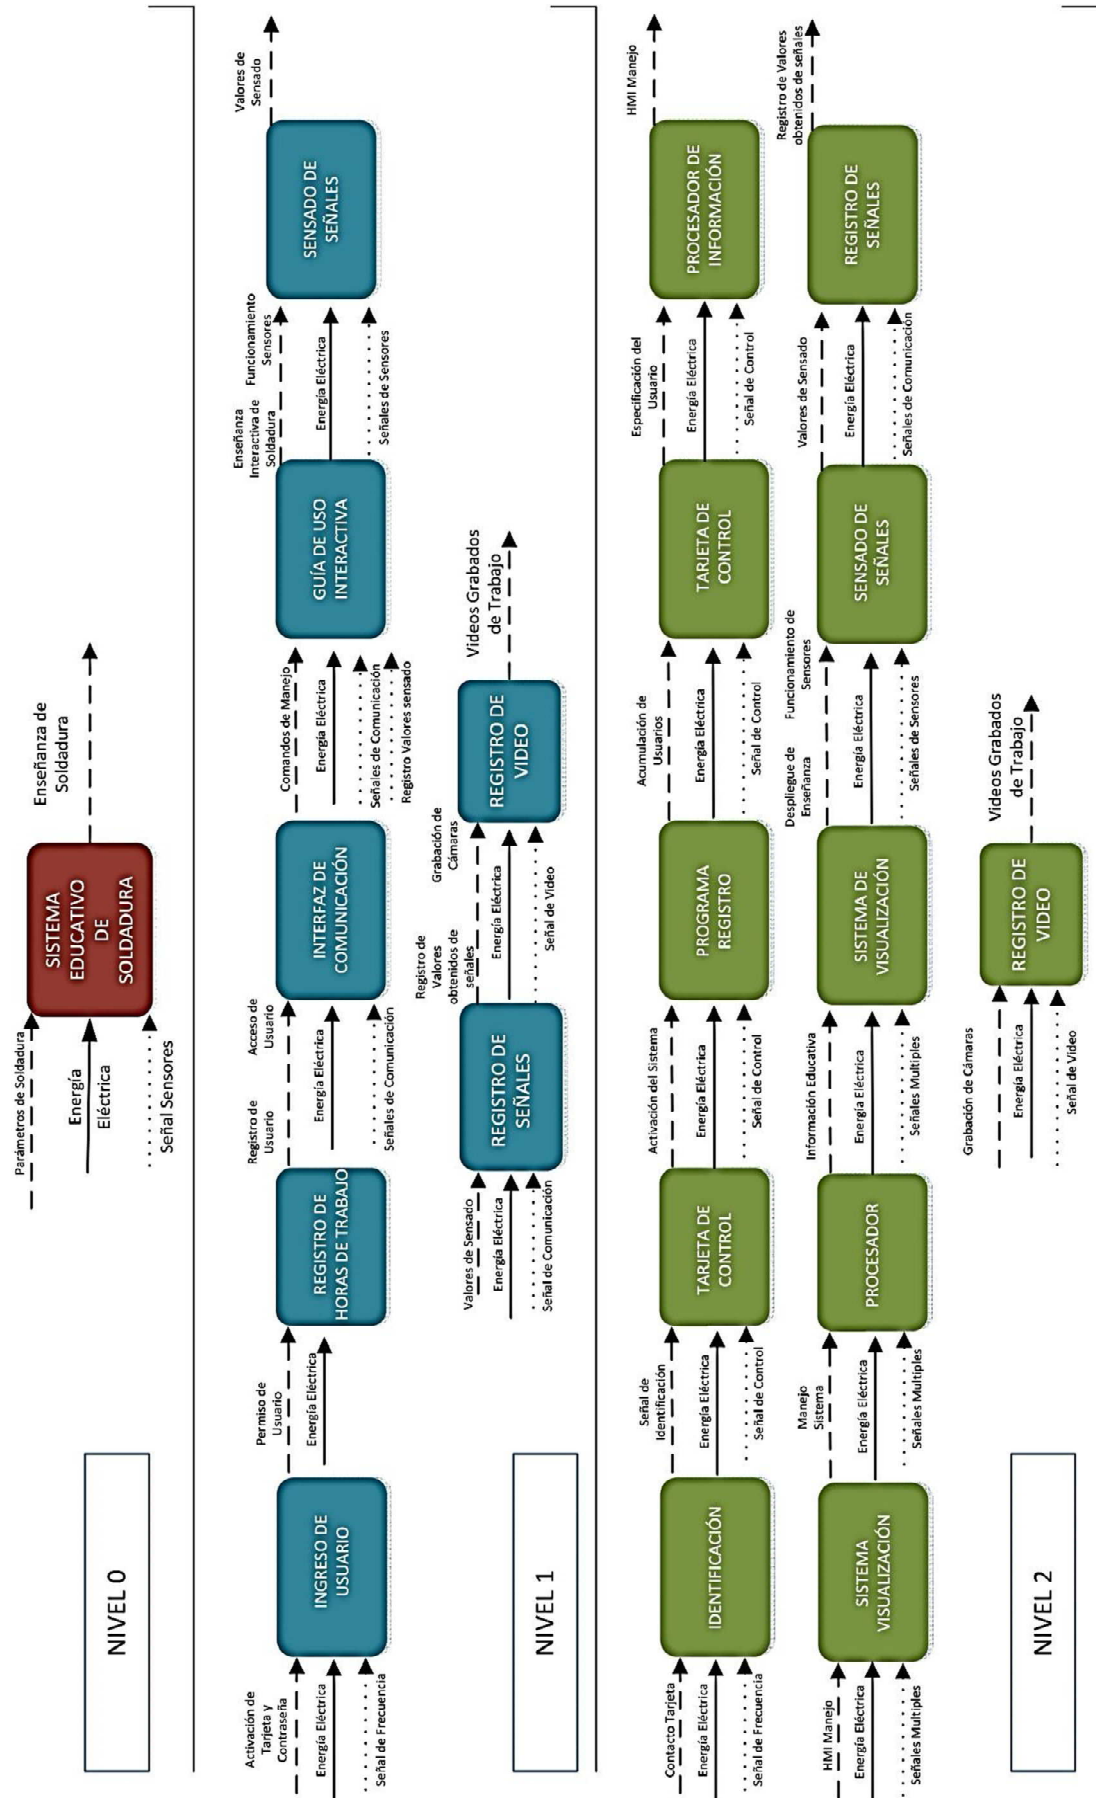 NIVEL 0
Parámetros de Soldadura
Energía
Eléctrica
Señal Sensores
SISTEMA
EDUCATIVO
DE
SOLDADURA
Enseñanza de
Soldadura
NIVEL 1
Activación de
Tarjeta y
Contraseña
Energía Eléctrica
Señal de Frecuencia
INGRESO DE
USUARIO
Permiso de
Usuario
Energía Eléctrica
REGISTRO DE
HORAS DE TRABAJO
Registro de
Usuario
Acceso de
Usuario
Energía Eléctrica
Señales de Comunicación
INTERFAZ DE
COMUNICACIÓN
Comandos de Manejo
Energía Eléctrica
Señales de Comunicación
Registro Valores sensado
GUÍA DE USO
INTERACTIVA
Enseñanza
Interactiva de
Soldadura
Funcionamiento
Sensores
Energía Eléctrica
Señales de Sensores
SENSADO DE
SEÑALES
Valores de
Sensado
Valores de Sensado
Energía Eléctrica
Señal de Comunicación
REGISTRO DE
SEÑALES
Registro de
Valores
obtenidos de
señales
Grabación de
Cámaras
Energía Eléctrica
Señal de Video
REGISTRO DE
VIDEO
Videos Grabados
de Trabajo
NIVEL 2
Contacto Tarjeta
Energía Eléctrica
Señal de Frecuencia
IDENTIFICACIÓN
Señal de
Identificación
Energía Eléctrica
Señal de Control
TARJETA DE
CONTROL
Activación del Sistema
Energía Eléctrica
Señal de Control
PROGRAMA
REGISTRO
Acumulación de
Usuarios
Energía Eléctrica
Señal de Control
TARJETA DE
CONTROL
Especificación del
Usuario
Energía Eléctrica
Señal de Control
PROCESADOR DE
INFORMACIÓN
HMI Manejo
HMI Manejo
Energía Eléctrica
Señales Multiples
SISTEMA
VISUALIZACIÓN
Manejo
Sistema
Energía Eléctrica
Señales Multiples
PROCESADOR
Información Educativa
Energía Eléctrica
Señales Multiples
SISTEMA DE
VISUALIZACIÓN
Despliegue de
Enseñanza
Funcionamiento de
Sensores
Energía Eléctrica
Señales de Sensores
SENSADO DE
SEÑALES
Valores de Sensado
Energía Eléctrica
Señales de Comunicación
REGISTRO DE
SEÑALES
Registro de Valores
obtenidos de señales
Grabación de Cámaras
Energía Eléctrica
Señal de Video
REGISTRO DE
VIDEO
Videos Grabados
de Trabajo